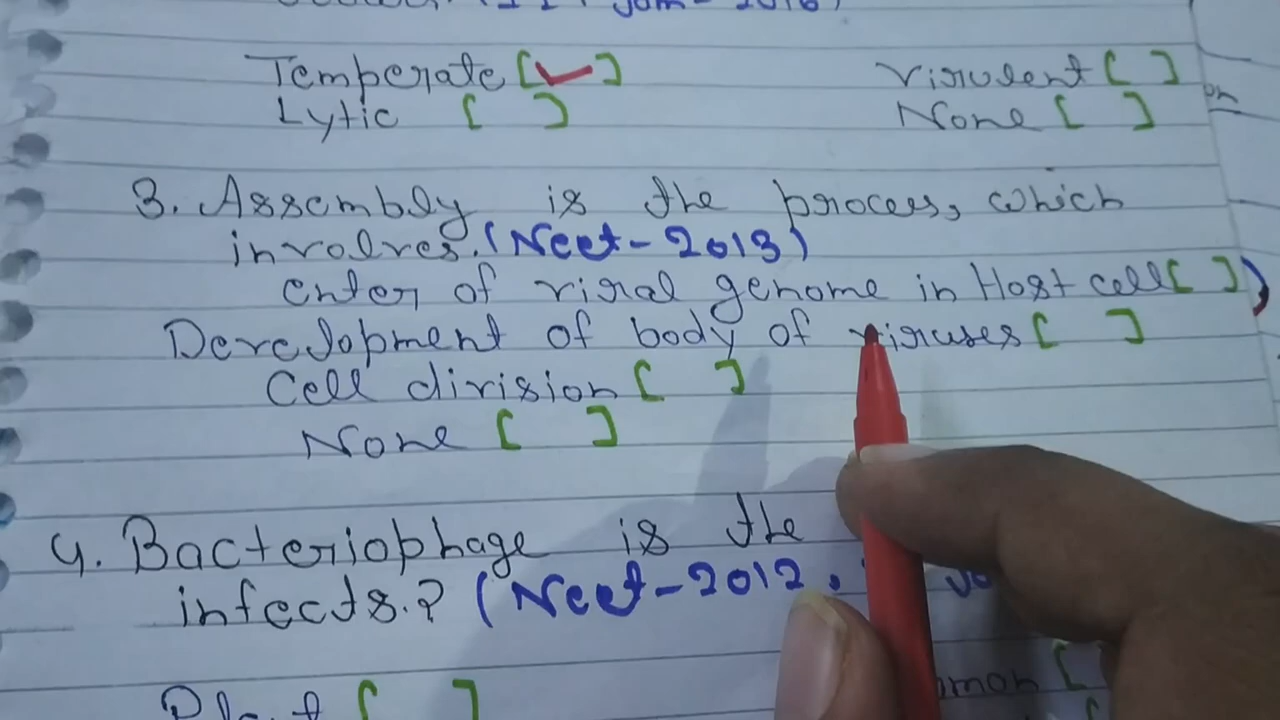 Temperate [✓] Virulent [ ]
Lytic [ ] None [ ]
3. Assembly is the process, which
involves. (Neet-2013)
enter of viral genome in Host cell [ ]
Development of body of viruses [ ]
Cell division [ ]
None [ ]
4. Bacteriophage is the
infects.? (Neet-2012,